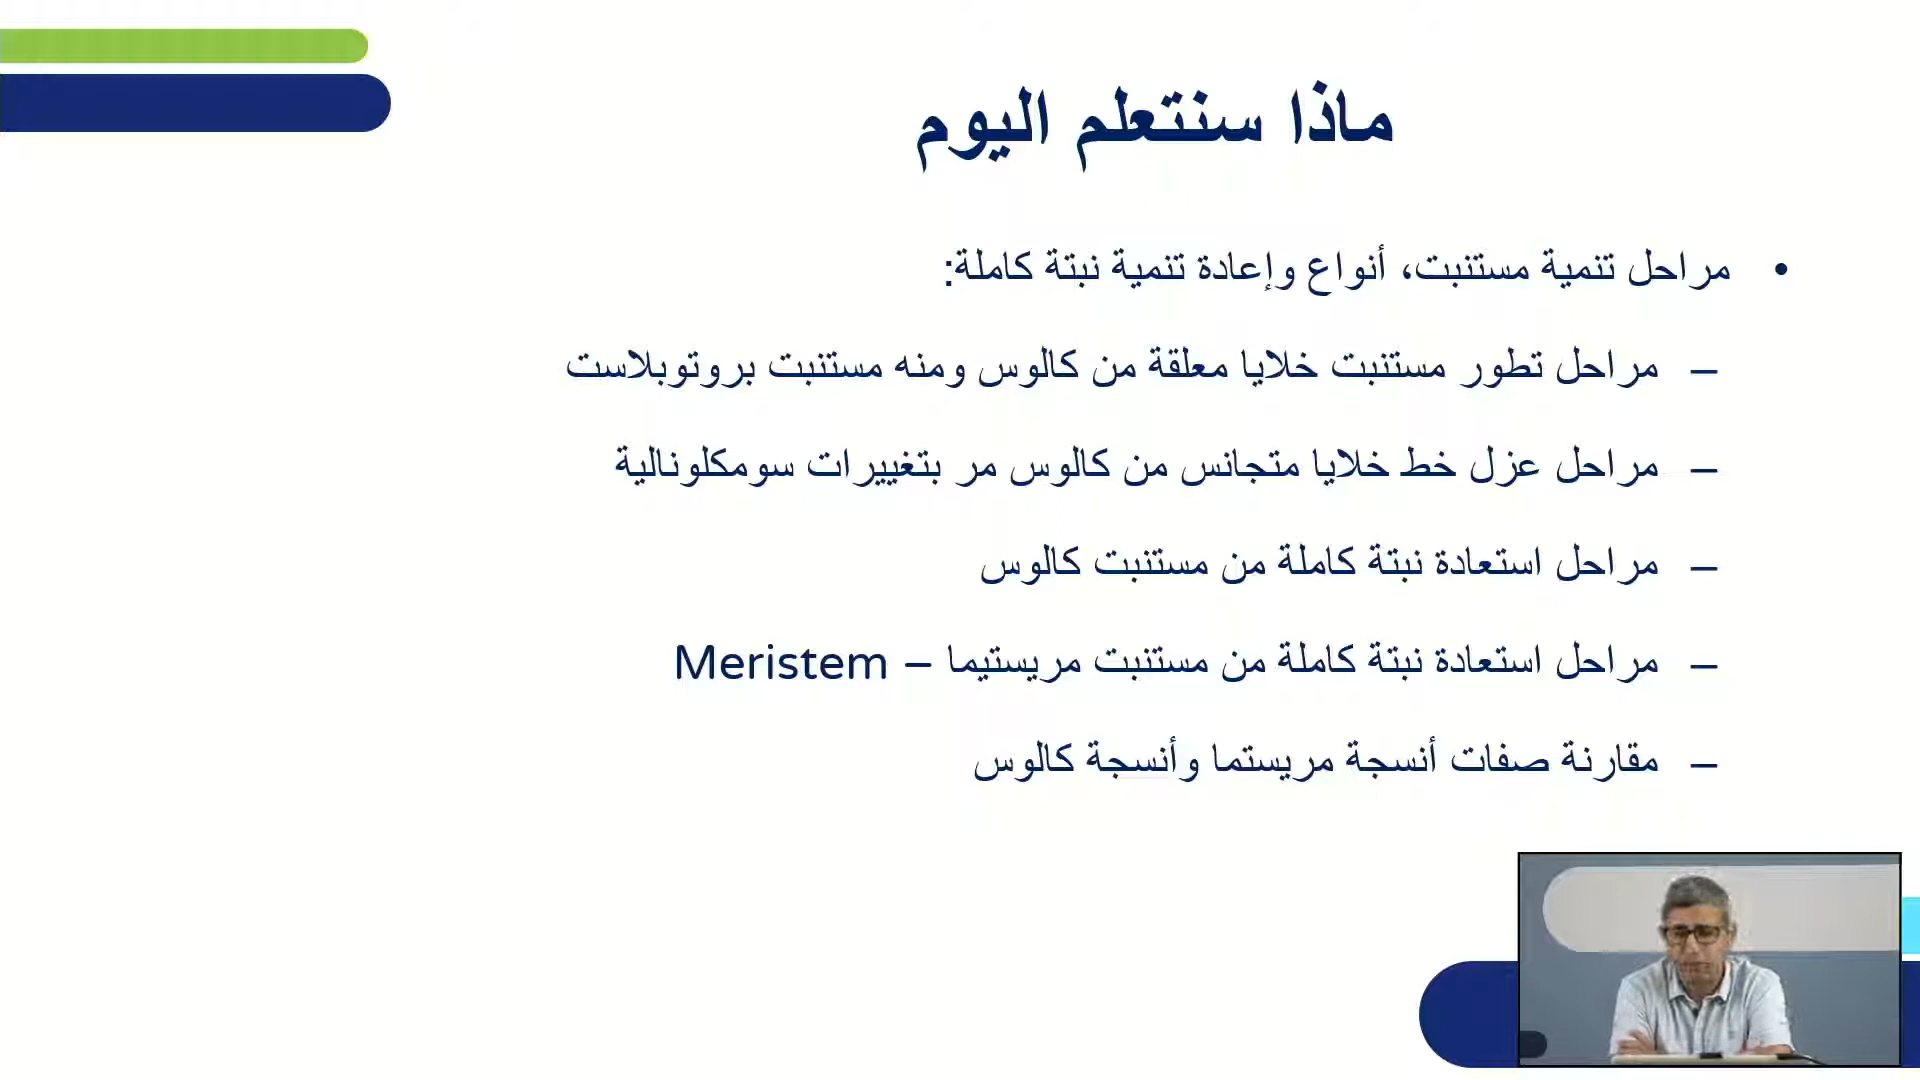 ماذا سنتعلم اليوم
• مراحل تنمية مستنبت، أنواع وإعادة تنمية نبتة كاملة:
– مراحل تطور مستنبت خلايا معلقة من كالوس ومنه مستنبت بروتوبلاست
– مراحل عزل خط خلايا متجانس من كالوس مر بتغييرات سومكلونالية
– مراحل استعادة نبتة كاملة من مستنبت كالوس
– مراحل استعادة نبتة كاملة من مستنبت مريستيما – Meristem
– مقارنة صفات أنسجة مريستما وأنسجة كالوس